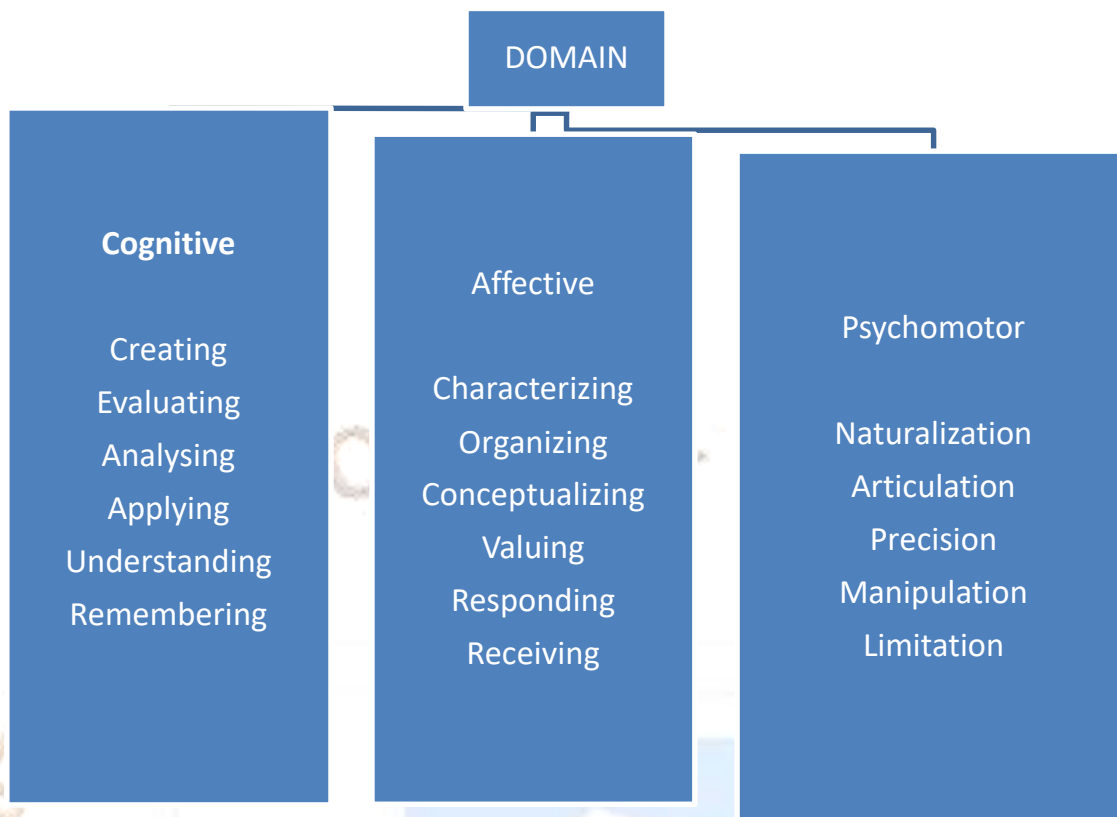 DOMAIN
Cognitive
Creating
Evaluating
Analysing
Applying
Understanding
Remembering
Affective
Characterizing
Organizing
Conceptualizing
Valuing
Responding
Receiving
Psychomotor
Naturalization
Articulation
Precision
Manipulation
Limitation